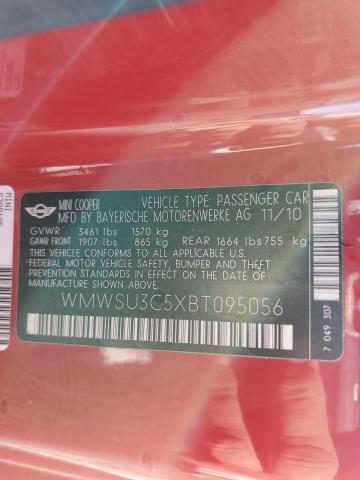 MINI COOPER
VEHICLE TYPE: PASSENGER CAR
MFD BY BAYERISCHE MOTORENWERKE AG 11/10
GVWR 3461 lbs 1570 kg
GAWR FRONT 1907 lbs 865 kg REAR 1664 lbs 755 kg
THIS VEHICLE CONFORMS TO ALL APPLICABLE
FEDERAL MOTOR VEHICLE SAFETY, BUMPER AND THEFT
PREVENTION STANDARDS IN EFFECT ON THE DATE OF
MANUFACTURE SHOWN ABOVE.
WMWSU3C5XBT095056
7 049 307
MINI